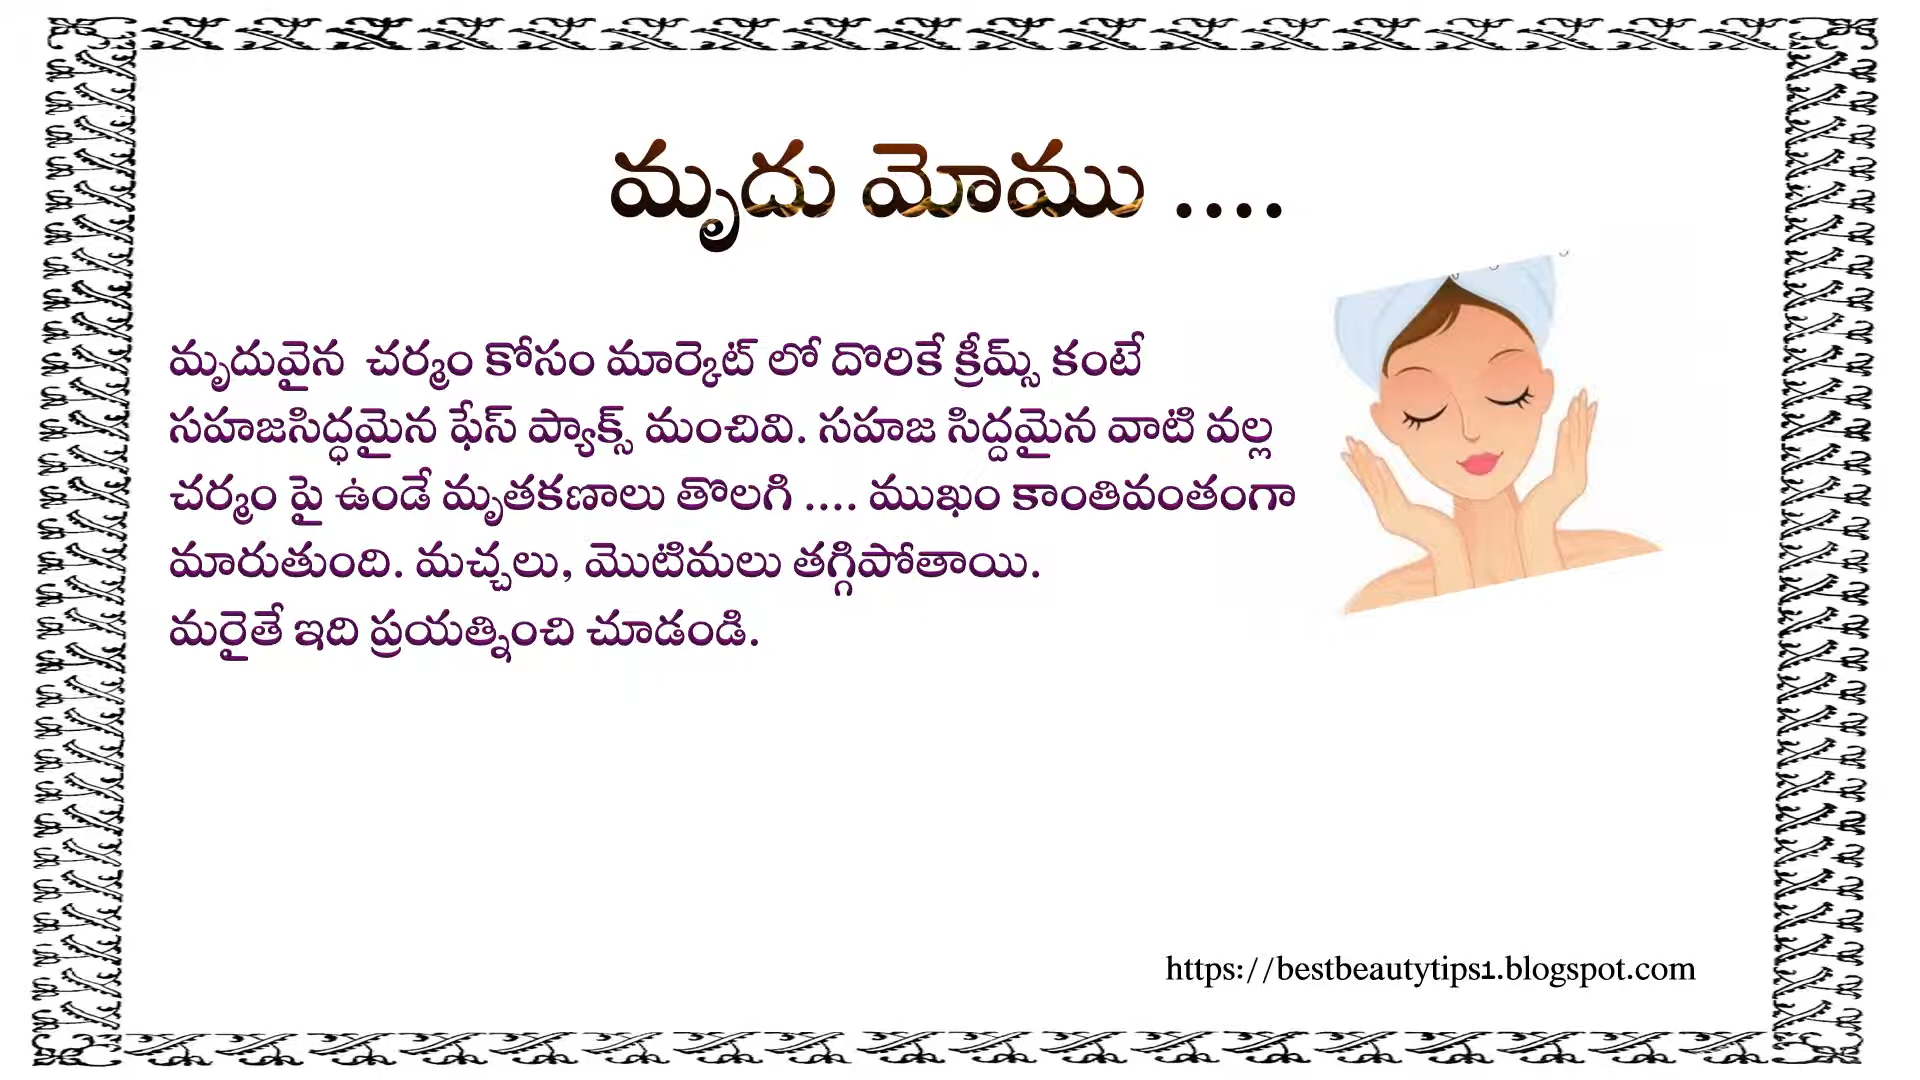 మృదు మోము ....
మృదువైన  చర్మం కోసం మార్కెట్ లో దొరికే క్రీమ్స్ కంటే
సహజసిద్ధమైన ఫేస్ ప్యాక్స్ మంచివి. సహజ సిద్దమైన వాటి వల్ల
చర్మం పై ఉండే మృతకణాలు తొలగి .... ముఖం కాంతివంతంగా
మారుతుంది. మచ్చలు, మొటిమలు తగ్గిపోతాయి.
మరైతే ఇది ప్రయత్నించి చూడండి.
https://bestbeautytips1.blogspot.com